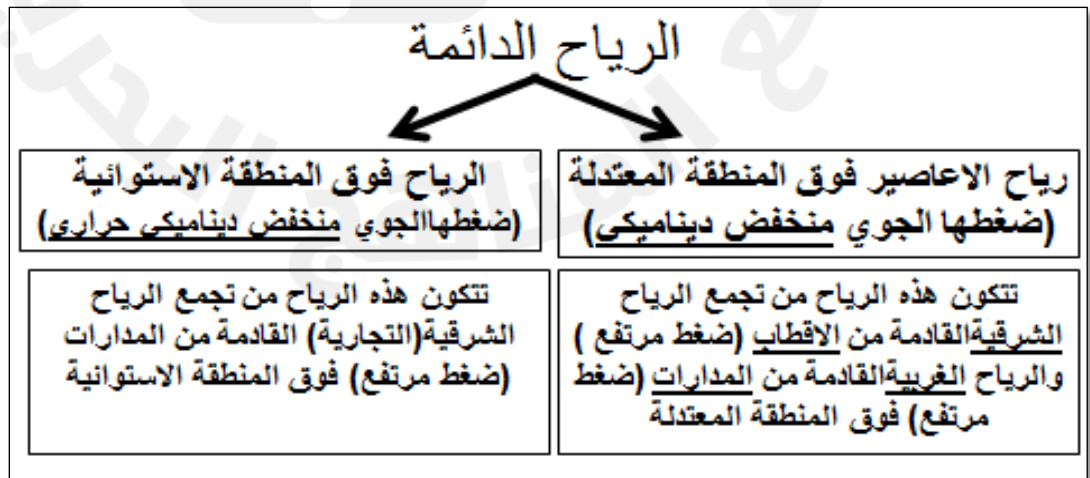 الرياح الدائمة
رياح الاعاصير فوق المنطقة المعتدلة
(ضغطها الجوي منخفض ديناميكي)
الرياح فوق المنطقة الاستوائية
(ضغطهاالجوي منخفض ديناميكي حراري)
تتكون هذه الرياح من تجمع الرياح
الشرقيةالقادمة من الاقطاب (ضغط مرتفع )
والرياح الغربيةالقادمة من المدارات (ضغط
مرتفع) فوق المنطقة المعتدلة
تتكون هذه الرياح من تجمع الرياح
الشرقية(التجارية) القادمة من المدارات
(ضغط مرتفع) فوق المنطقة الاستوائية